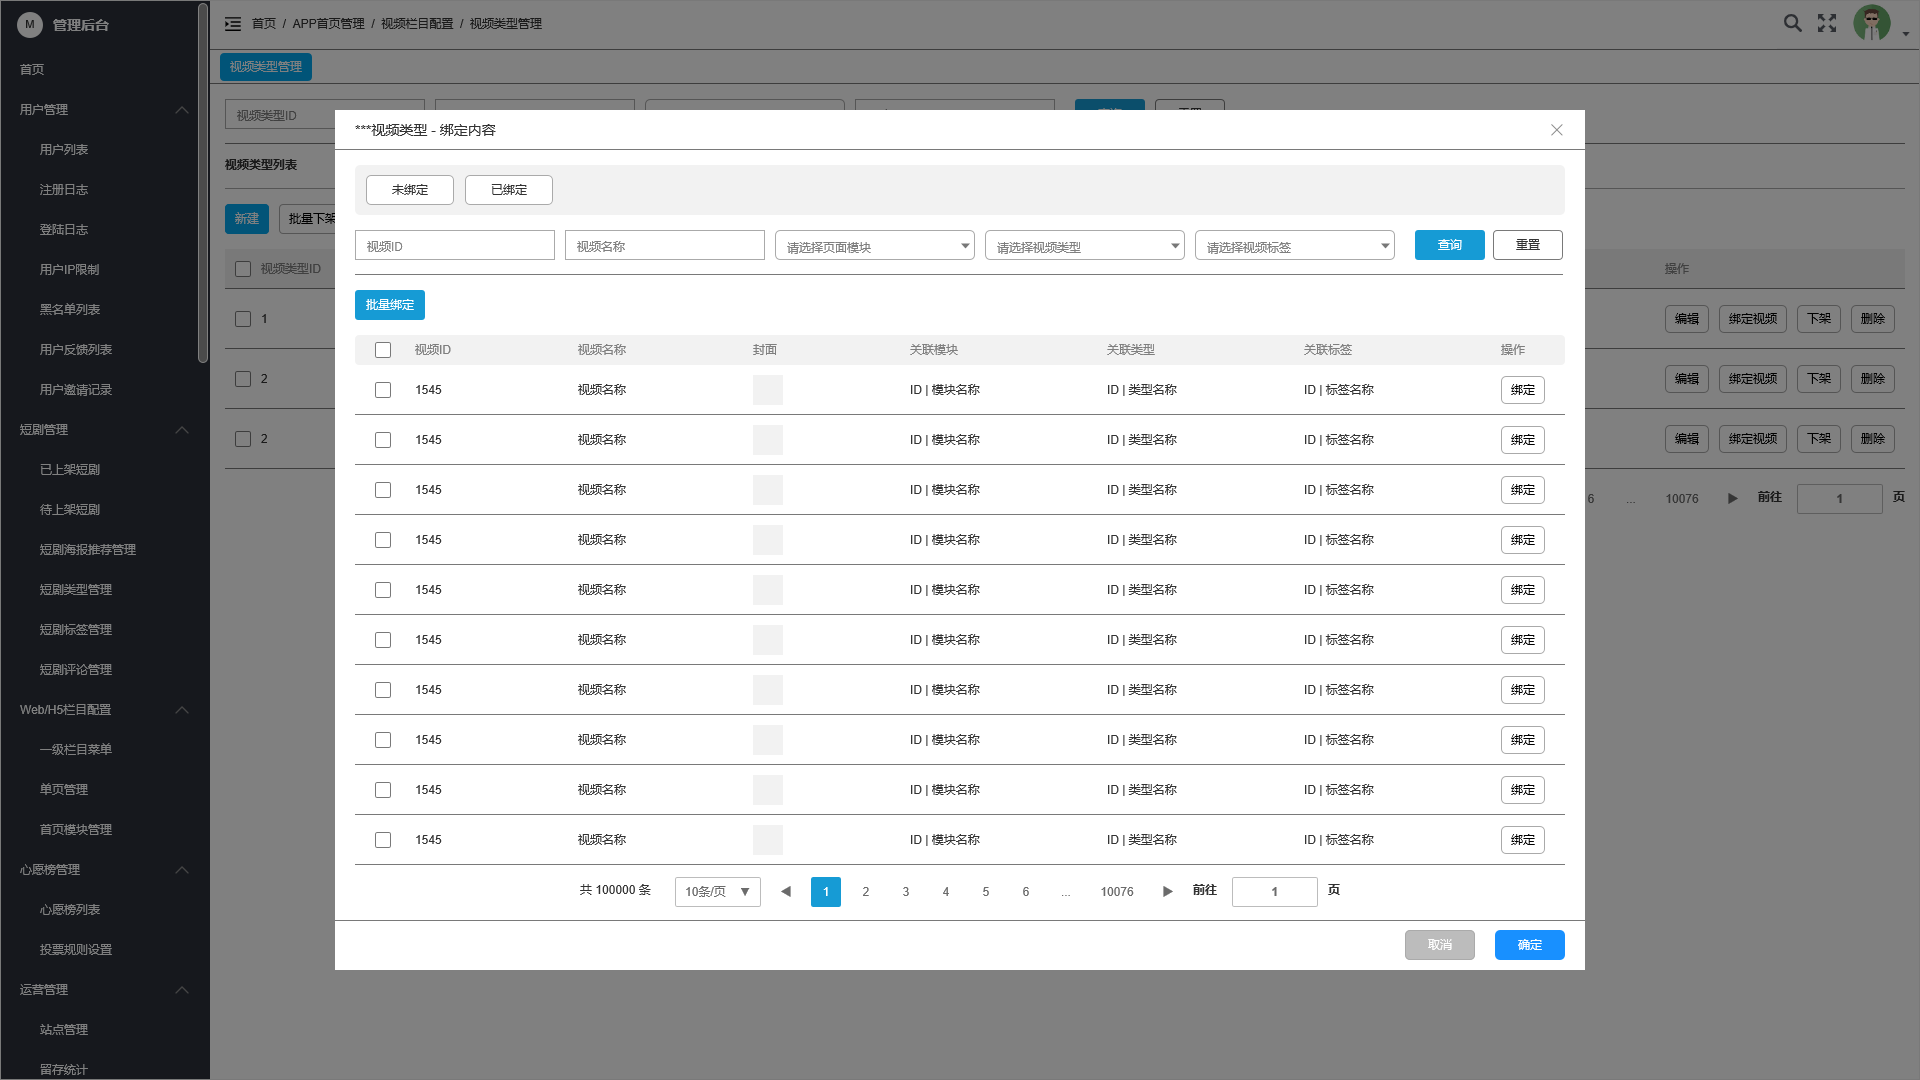 M 管理后台
首页 / APP首页管理 / 视频栏目配置 / 视频类型管理
首页
用户管理
用户列表
注册日志
登陆日志
用户IP限制
黑名单列表
用户反馈列表
用户邀请记录
短剧管理
已上架短剧
待上架短剧
短剧海报推荐管理
短剧类型管理
短剧标签管理
短剧评论管理
Web/H5栏目配置
一级栏目菜单
单页管理
首页模块管理
心愿榜管理
心愿榜列表
投票规则设置
运营管理
站点管理
留存统计
视频类型管理
视频类型ID
视频类型列表
新建 批量下架
视频类型ID 操作
1 编辑 绑定视频 下架 删除
2 编辑 绑定视频 下架 删除
2 编辑 绑定视频 下架 删除
6 ... 10076 前往 1 页
***视频类型 - 绑定内容
未绑定 已绑定
视频ID 视频名称 请选择页面模块 请选择视频类型 请选择视频标签 查询 重置
批量绑定
视频ID 视频名称 封面 关联模块 关联类型 关联标签 操作
1545 视频名称 ID | 模块名称 ID | 类型名称 ID | 标签名称 绑定
1545 视频名称 ID | 模块名称 ID | 类型名称 ID | 标签名称 绑定
1545 视频名称 ID | 模块名称 ID | 类型名称 ID | 标签名称 绑定
1545 视频名称 ID | 模块名称 ID | 类型名称 ID | 标签名称 绑定
1545 视频名称 ID | 模块名称 ID | 类型名称 ID | 标签名称 绑定
1545 视频名称 ID | 模块名称 ID | 类型名称 ID | 标签名称 绑定
1545 视频名称 ID | 模块名称 ID | 类型名称 ID | 标签名称 绑定
1545 视频名称 ID | 模块名称 ID | 类型名称 ID | 标签名称 绑定
1545 视频名称 ID | 模块名称 ID | 类型名称 ID | 标签名称 绑定
1545 视频名称 ID | 模块名称 ID | 类型名称 ID | 标签名称 绑定
共 100000 条 10条/页 1 2 3 4 5 6 ... 10076 前往 1 页
取消 确定